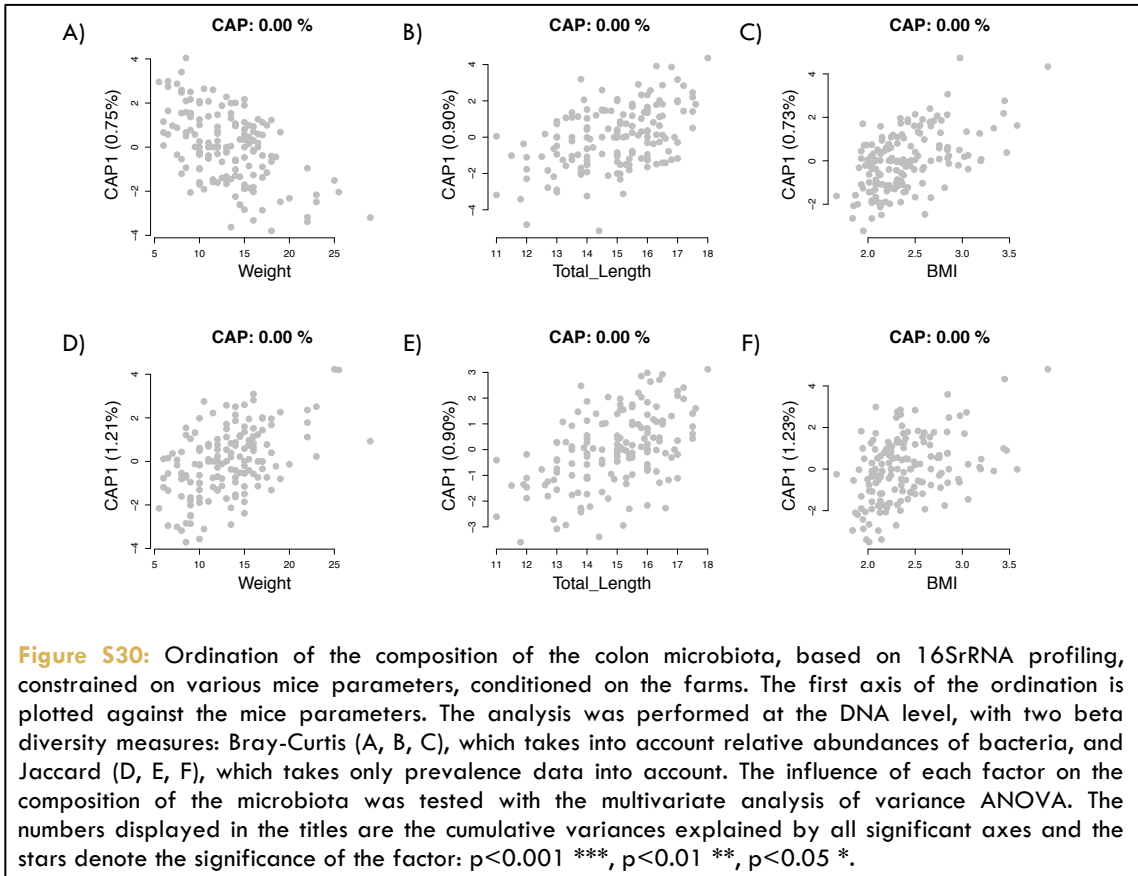 A)
CAP: 0.00 %
CAP1 (0.75%)
4
2
0
-2
-4
5 10 15 20 25
Weight
B)
CAP: 0.00 %
CAP1 (0.90%)
4
2
0
-2
-4
11 12 13 14 15 16 17 18
Total_Length
C)
CAP: 0.00 %
CAP1 (0.73%)
4
2
0
-2
2.0 2.5 3.0 3.5
BMI
D)
CAP: 0.00 %
CAP1 (1.21%)
4
2
0
-2
-4
5 10 15 20 25
Weight
E)
CAP: 0.00 %
CAP1 (0.90%)
3
2
1
0
-1
-2
-3
11 12 13 14 15 16 17 18
Total_Length
F)
CAP: 0.00 %
CAP1 (1.23%)
4
2
0
-2
2.0 2.5 3.0 3.5
BMI
Figure S30: Ordination of the composition of the colon microbiota, based on 16SrRNA profiling,
constrained on various mice parameters, conditioned on the farms. The first axis of the ordination is
plotted against the mice parameters. The analysis was performed at the DNA level, with two beta
diversity measures: Bray-Curtis (A, B, C), which takes into account relative abundances of bacteria, and
Jaccard (D, E, F), which takes only prevalence data into account. The influence of each factor on the
composition of the microbiota was tested with the multivariate analysis of variance ANOVA. The
numbers displayed in the titles are the cumulative variances explained by all significant axes and the
stars denote the significance of the factor: p<0.001 ***, p<0.01 **, p<0.05 *.